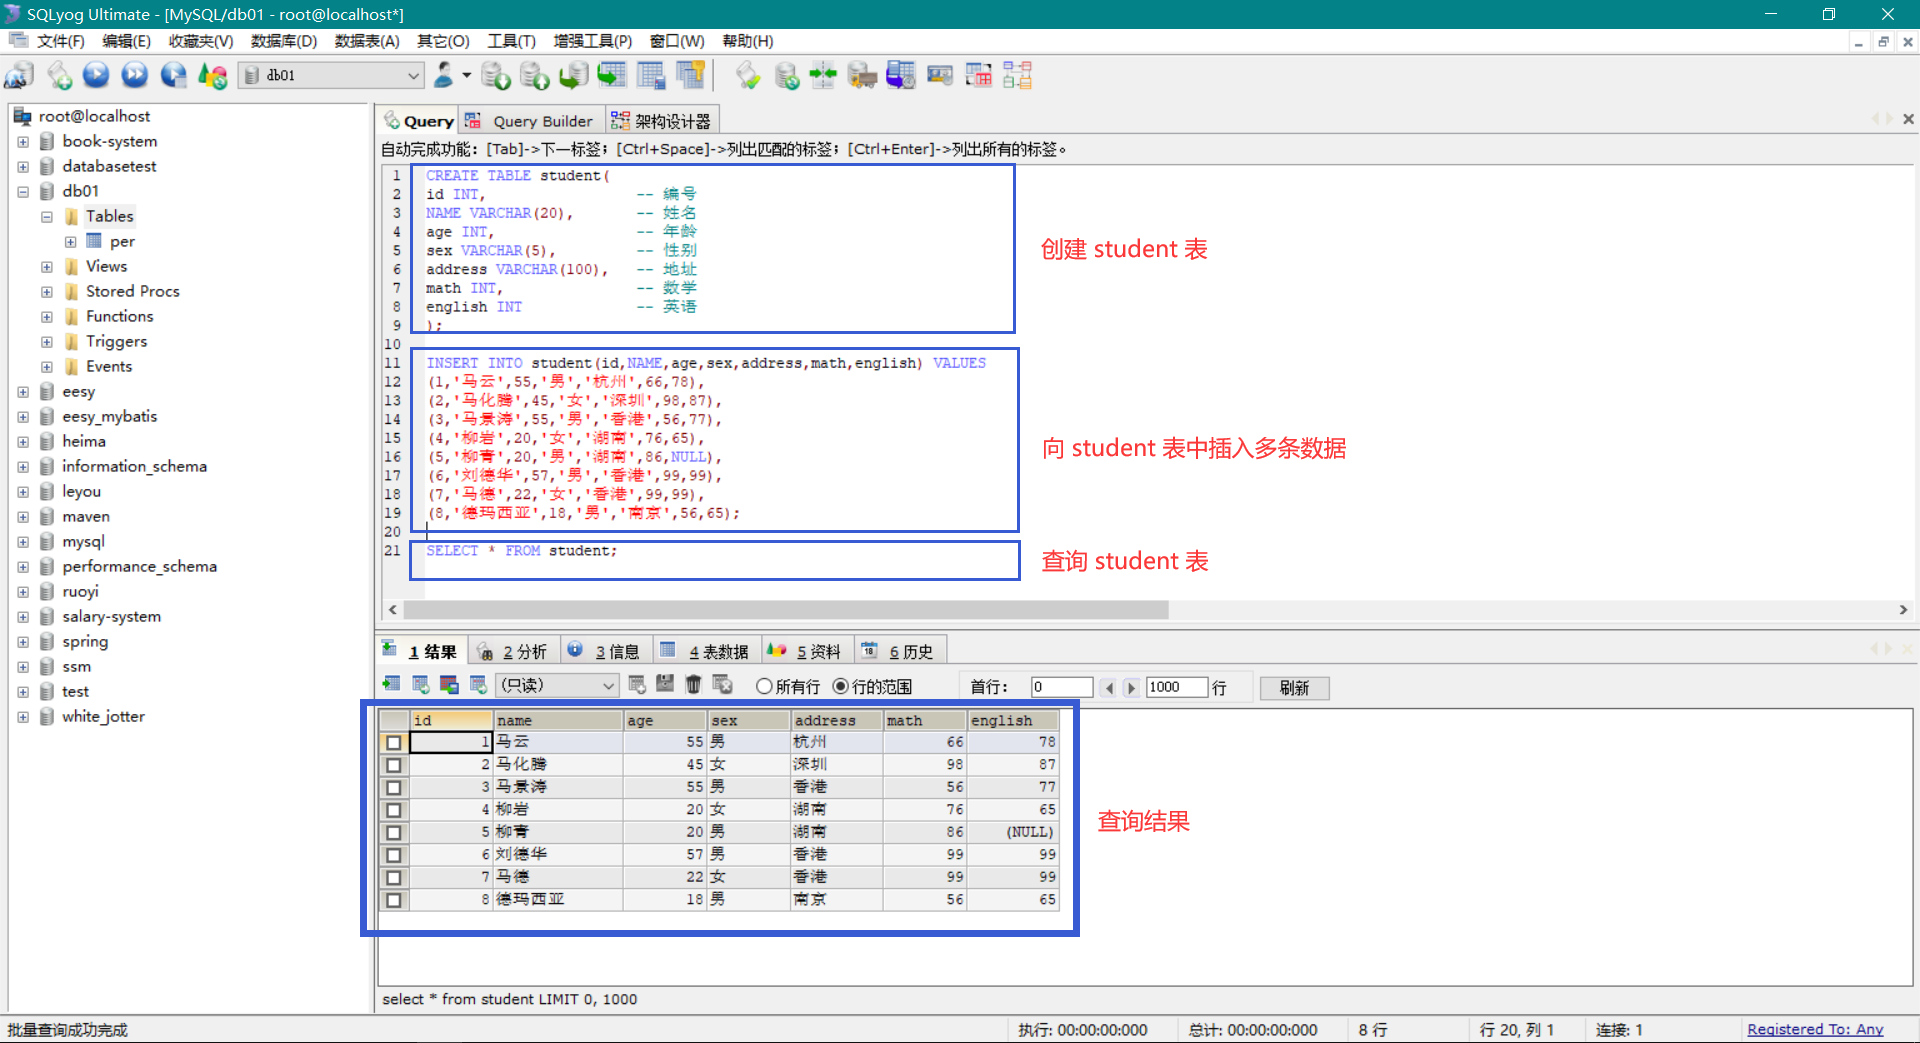 SQLyog Ultimate - [MySQL/db01 - root@localhost*]
文件(F) 编辑(E) 收藏夹(V) 数据库(D) 数据表(A) 其它(O) 工具(T) 增强工具(P) 窗口(W) 帮助(H)
db01
root@localhost
book-system
databasetest
db01
Tables
per
Views
Stored Procs
Functions
Triggers
Events
eesy
eesy_mybatis
heima
information_schema
leyou
maven
mysql
performance_schema
ruoyi
salary-system
spring
ssm
test
white_jotter
Query Query Builder 架构设计器
自动完成功能: [Tab]->下一标签; [Ctrl+Space]->列出匹配的标签; [Ctrl+Enter]->列出所有的标签。
1 CREATE TABLE student(
2 id INT, -- 编号
3 NAME VARCHAR(20), -- 姓名
4 age INT, -- 年龄
5 sex VARCHAR(5), -- 性别
6 address VARCHAR(100), -- 地址
7 math INT, -- 数学
8 english INT -- 英语
9 );
10
11 INSERT INTO student(id,NAME,age,sex,address,math,english) VALUES
12 (1,'马云',55,'男','杭州',66,78),
13 (2,'马化腾',45,'女','深圳',98,87),
14 (3,'马景涛',55,'男','香港',56,77),
15 (4,'柳岩',20,'女','湖南',76,65),
16 (5,'柳青',20,'男','湖南',86,NULL),
17 (6,'刘德华',57,'男','香港',99,99),
18 (7,'马德',22,'女','香港',99,99),
19 (8,'德玛西亚',18,'男','南京',56,65);
20
21 SELECT * FROM student;
创建 student 表
向 student 表中插入多条数据
查询 student 表
1 结果 2 分析 3 信息 4 表数据 5 资料 6 历史
(只读) 所有行 行的范围 首行: 0 1000 行 刷新
id name age sex address math english
1 马云 55 男 杭州 66 78
2 马化腾 45 女 深圳 98 87
3 马景涛 55 男 香港 56 77
4 柳岩 20 女 湖南 76 65
5 柳青 20 男 湖南 86 (NULL)
6 刘德华 57 男 香港 99 99
7 马德 22 女 香港 99 99
8 德玛西亚 18 男 南京 56 65
查询结果
select * from student LIMIT 0, 1000
批量查询成功完成 执行: 00:00:00:000 总计: 00:00:00:000 8 行 行 20, 列 1 连接: 1 Registered To: Any